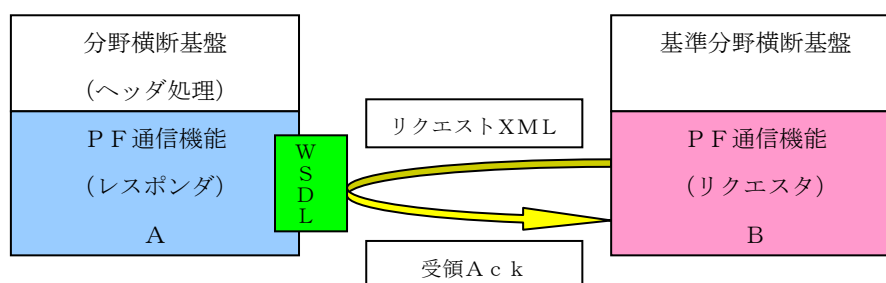 分野横断基盤
(ヘッダ処理)
PF通信機能
(レスポンダ)
A
WSDL
リクエストXML
受領Ack
基準分野横断基盤
PF通信機能
(リクエスタ)
B